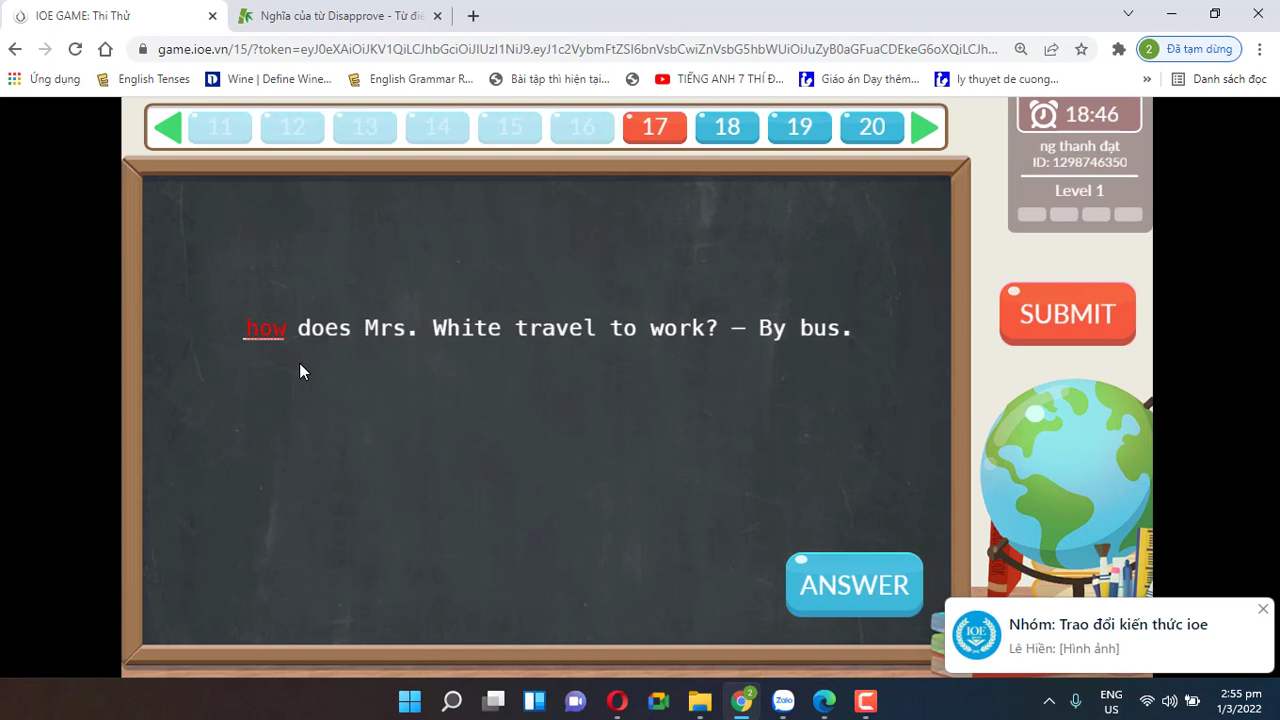 IOE GAME: Thi Thử
Nghĩa của từ Disapprove - Từ điể
game.ioe.vn/15/?token=eyJ0eXAiOiJKV1QiLCJhbGciOiJIUzI1NiJ9.eyJ1c2VybmFtZSI6bnVsbCwiZnVsbG5hbWUiOiJuZyB0aGFuaCDEkeG6oXQiLCJh...
2
Đã tạm dừng
Ứng dụng
English Tenses
Wine | Define Wine...
English Grammar R...
Bài tập thì hiện tại...
TIẾNG ANH 7 THÍ Đ...
Giáo án Dạy thêm...
ly thuyet de cuong...
»
Danh sách đọc
11 12 13 14 15 16 17 18 19 20
18:46
ng thanh đạt
ID: 1298746350
Level 1
how does Mrs. White travel to work? – By bus.
SUBMIT
ANSWER
IOE
Nhóm: Trao đổi kiến thức ioe
Lê Hiền: [Hình ảnh]
2
Zalo
ENG
US
2:55 pm
1/3/2022